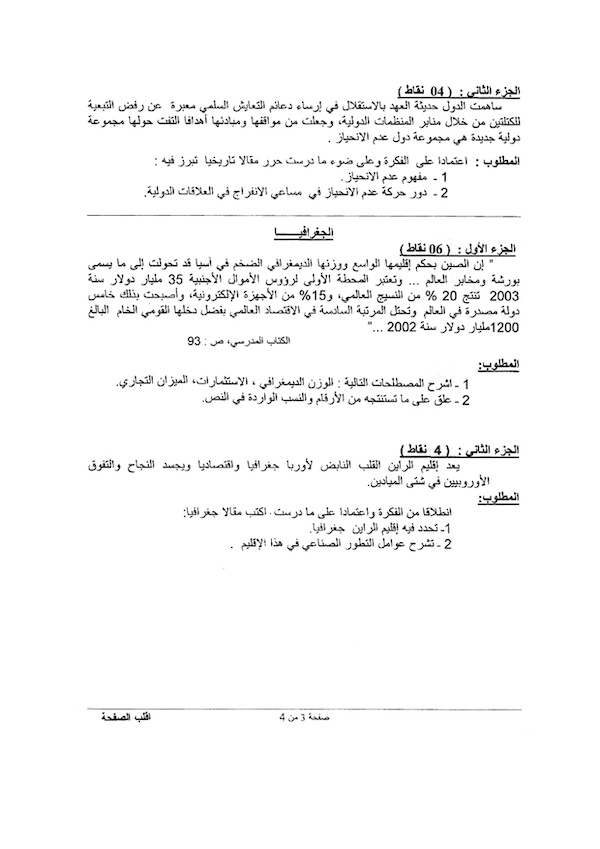 الجزء الثاني : ( 04 نقاط )
ساهمت الدول حديثة العهد بالاستقلال في إرساء دعائم التعايش السلمي معبرة عن رفض التبعية
للكتلتين من خلال منابر المنظمات الدولية، وجعلت من مواقفها ومبادئها أهدافا التفت حولها مجموعة
دولية جديدة هي مجموعة دول عدم الانحياز .
المطلوب : اعتمادا على الفكرة وعلى ضوء ما درست حرر مقالا تاريخيا تبرز فيه :
1 - مفهوم عدم الانحياز.
2 - دور حركة عدم الانحياز في مساعي الانفراج في العلاقات الدولية.
الجغرافيــا
الجزء الأول : ( 06 نقاط )
" إن الصين بحكم إقليمها الواسع ووزنها الديمغرافي الضخم في آسيا قد تحولت إلى ما يسمى
بورشة ومخابر العالم ... وتعتبر المحطة الأولى لرؤوس الأموال الأجنبية 35 مليار دولار سنة
2003 تنتج 20 % من النسيج العالمي، و15% من الأجهزة الإلكترونية، وأصبحت بذلك خامس
دولة مصدرة في العالم وتحتل المرتبة السادسة في الاقتصاد العالمي بفضل دخلها القومي الخام البالغ
1200مليار دولار سنة 2002 ..."
الكتاب المدرسي، ص : 93
المطلوب:
1 - اشرح المصطلحات التالية : الوزن الديمغرافي ، الاستثمارات، الميزان التجاري.
2 - علق على ما تستنتجه من الأرقام والنسب الواردة في النص.
الجزء الثاني : ( 4 نقاط )
يعد إقليم الراين القلب النابض لأوربا جغرافيا واقتصاديا ويجسد النجاح والتفوق
الأوروبيين في شتى الميادين.
المطلوب:
انطلاقا من الفكرة واعتمادا على ما درست . اكتب مقالا جغرافيا:
1- تحدد فيه إقليم الراين جغرافيا.
2 - تشرح عوامل التطور الصناعي في هذا الإقليم .
صفحة 3 من 4
اقلب الصفحة